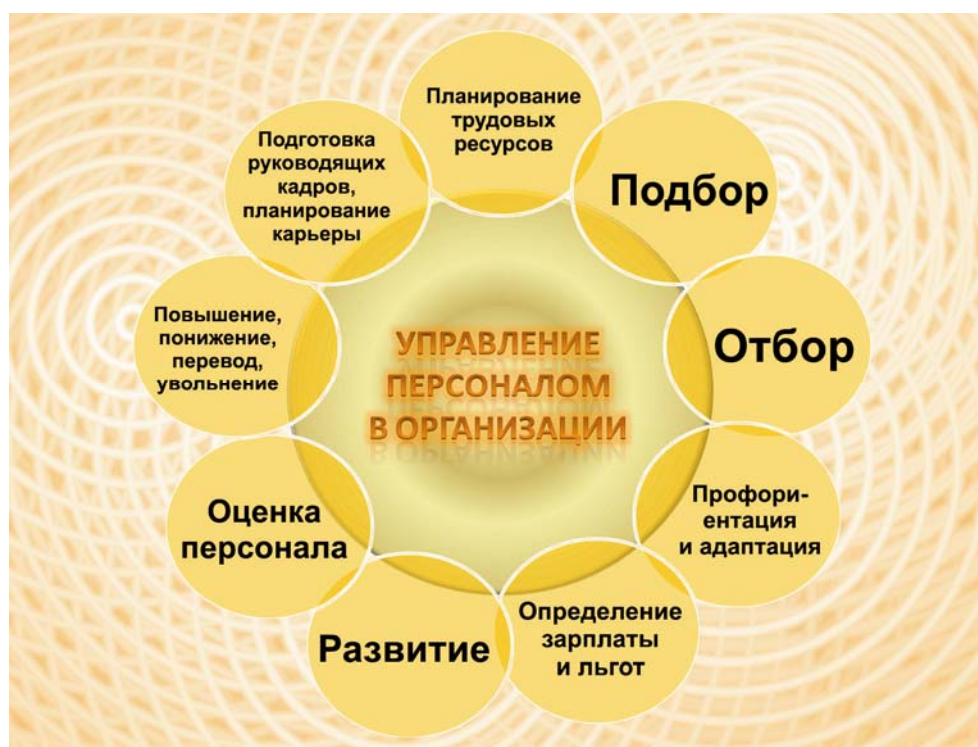 Планирование
трудовых
ресурсов
Подбор
Отбор
Профори-
ентация
и адаптация
Определение
зарплаты
и льгот
Развитие
Оценка
персонала
Повышение,
понижение,
перевод,
увольнение
Подготовка
руководящих
кадров,
планирование
карьеры
УПРАВЛЕНИЕ
ПЕРСОНАЛОМ
В ОРГАНИЗАЦИИ